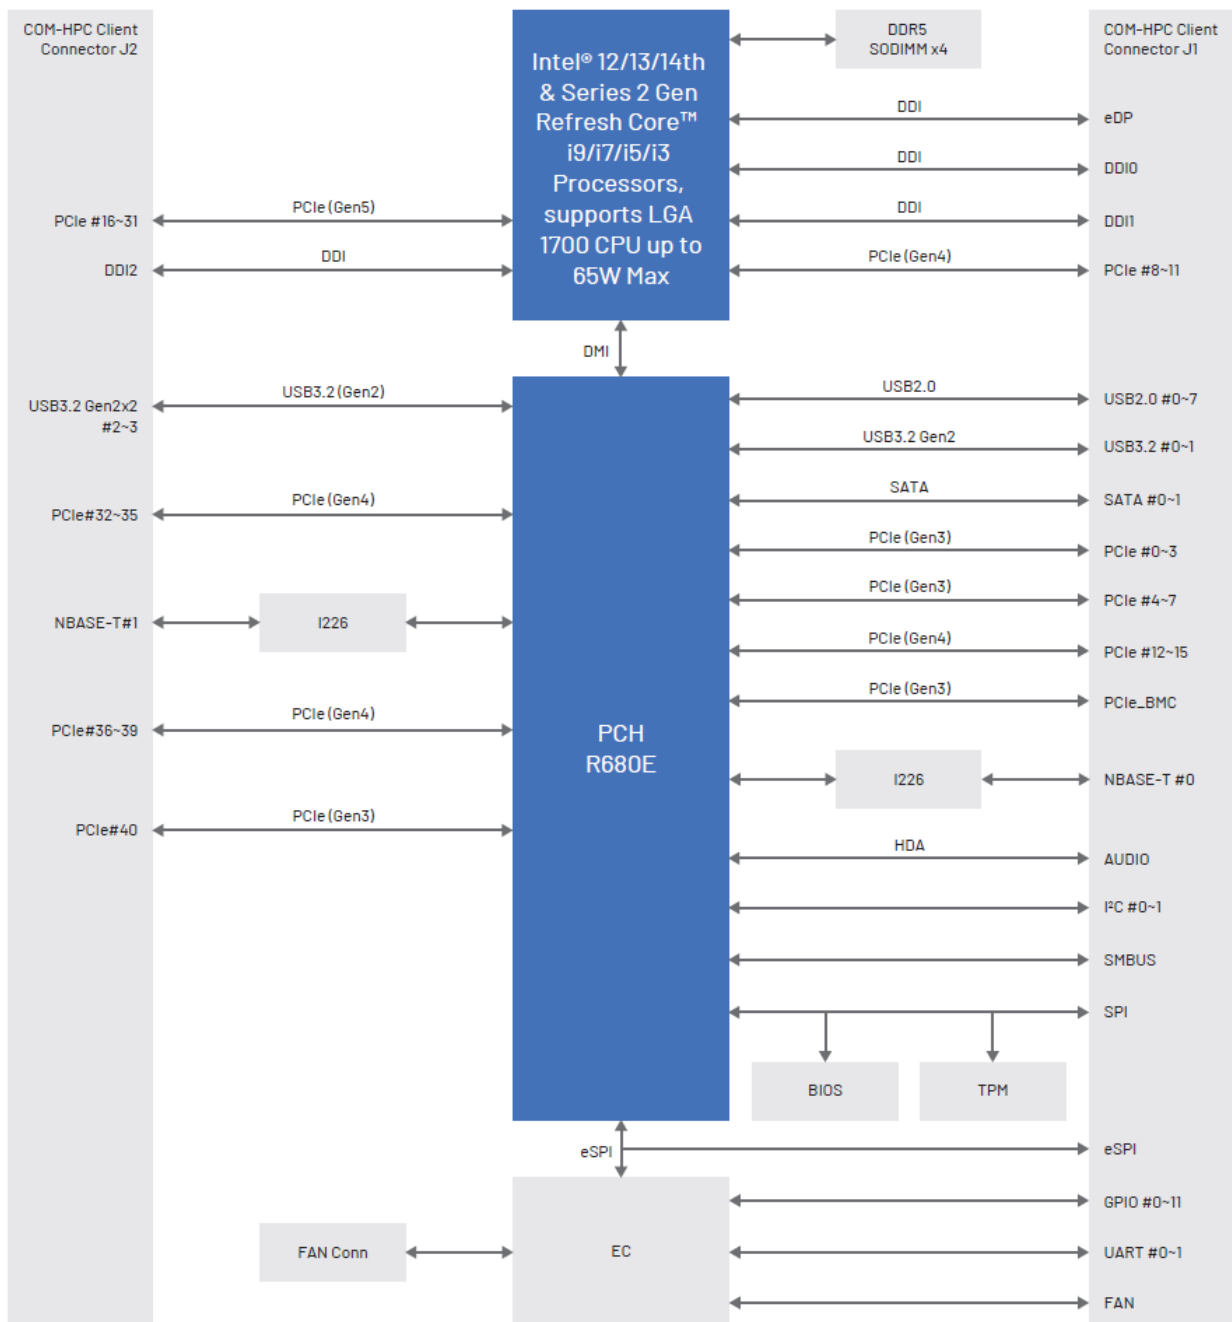 COM-HPC Client
Connector J2
Intel® 12/13/14th
& Series 2 Gen
Refresh Core™
i9/i7/i5/i3
Processors,
supports LGA
1700 CPU up to
65W Max
DDR5
SODIMM x4
COM-HPC Client
Connector J1
DDI
eDP
DDI
DDI0
PCIe #16~31
PCIe (Gen5)
DDI
DDI1
DDI2
DDI
PCIe (Gen4)
PCIe #8~11
DMI
USB3.2 Gen2x2
#2~3
USB3.2 (Gen2)
USB2.0
USB2.0 #0~7
USB3.2 Gen2
USB3.2 #0~1
PCIe#32~35
PCIe (Gen4)
SATA
SATA #0~1
PCIe (Gen3)
PCIe #0~3
PCIe (Gen3)
PCIe #4~7
NBASE-T#1
I226
PCIe (Gen4)
PCIe #12~15
PCIe (Gen3)
PCIe_BMC
PCIe#36~39
PCIe (Gen4)
PCH
R680E
I226
NBASE-T #0
PCIe#40
PCIe (Gen3)
HDA
AUDIO
I²C #0~1
SMBUS
SPI
BIOS
TPM
eSPI
eSPI
GPIO #0~11
FAN Conn
EC
UART #0~1
FAN